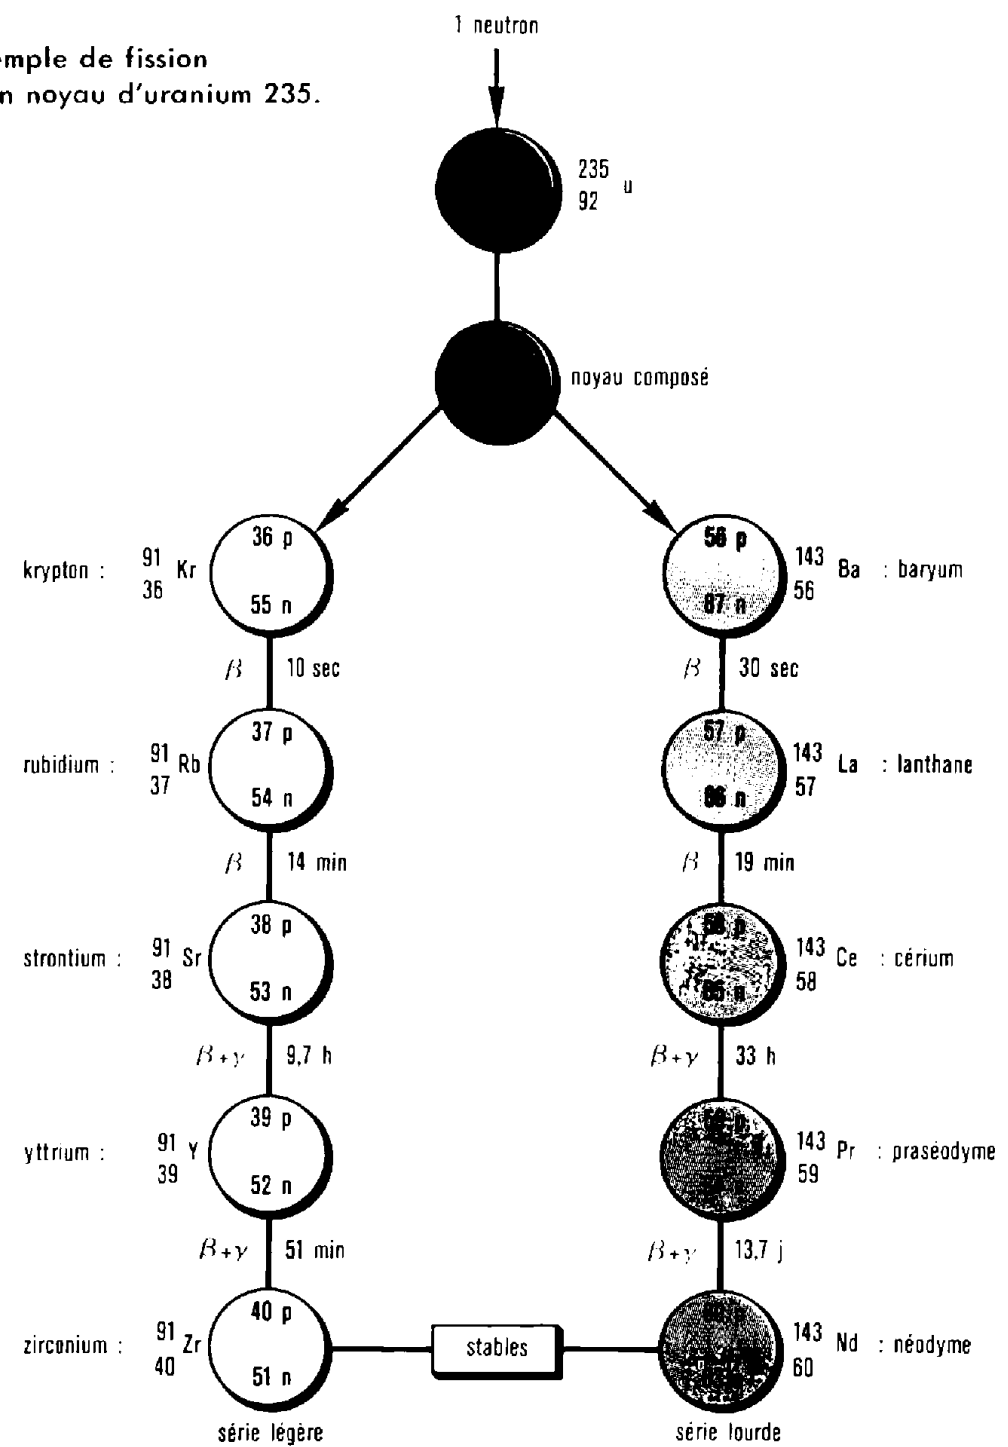 1 neutron
emple de fission
n noyau d'uranium 235.
235
92 u
noyau composé
krypton : 91 36 Kr 36 p 55 n
56 p 87 n 143 56 Ba : baryum
β 10 sec
β 30 sec
rubidium : 91 37 Rb 37 p 54 n
57 p 86 n 143 57 La : lanthane
β 14 min
β 19 min
strontium : 91 38 Sr 38 p 53 n
58 p 85 n 143 58 Ce : cérium
β+γ 9,7 h
β+γ 33 h
yttrium : 91 39 Y 39 p 52 n
59 p 143 59 Pr : praséodyme
β+γ 51 min
β+γ 13,7 j
zirconium : 91 40 Zr 40 p 51 n
stables
60 p 143 60 Nd : néodyme
série légère
série lourde